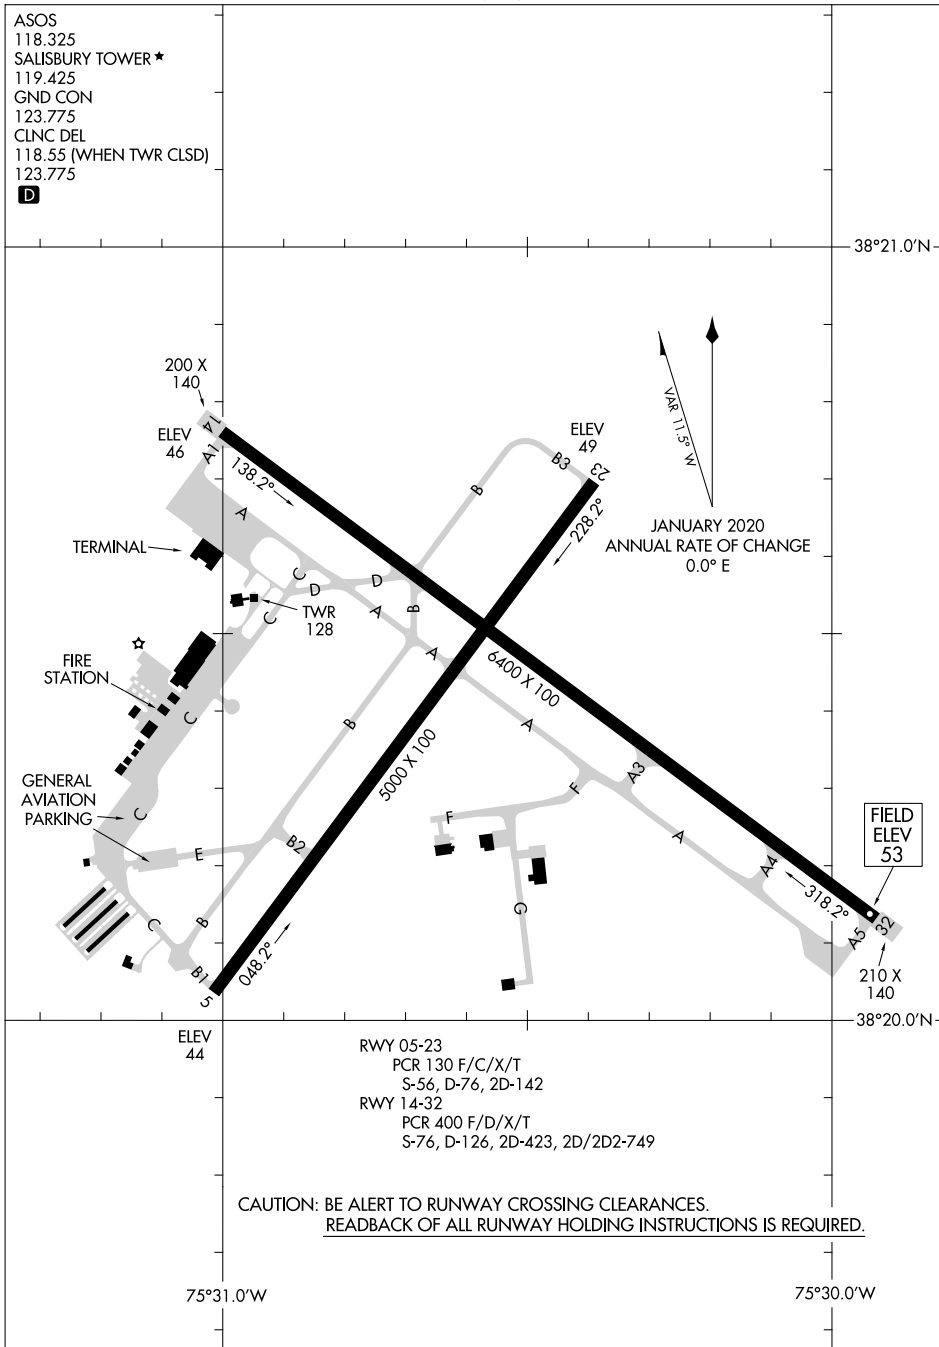 ASOS
118.325
SALISBURY TOWER★
119.425
GND CON
123.775
CLNC DEL
118.55 (WHEN TWR CLSD)
123.775
D
38°21.0'N
200 X
140
14
ELEV
46
A1
138.2°
A
ELEV
49
23
B3
B
228.2°
VAR 11.5° W
JANUARY 2020
ANNUAL RATE OF CHANGE
0.0° E
TERMINAL
C
D
D
A
B
C
TWR
128
A
6400 X 100
FIRE
STATION
C
B
A
5000 X 100
A3
F
GENERAL
AVIATION
PARKING
C
F
A
FIELD
ELEV
53
E
B2
A4
318.2°
G
C
B
048.2°
A5
32
B1
5
210 X
140
38°20.0'N
ELEV
44
RWY 05-23
PCR 130 F/C/X/T
S-56, D-76, 2D-142
RWY 14-32
PCR 400 F/D/X/T
S-76, D-126, 2D-423, 2D/2D2-749
CAUTION: BE ALERT TO RUNWAY CROSSING CLEARANCES.
READBACK OF ALL RUNWAY HOLDING INSTRUCTIONS IS REQUIRED.
75°31.0'W
75°30.0'W